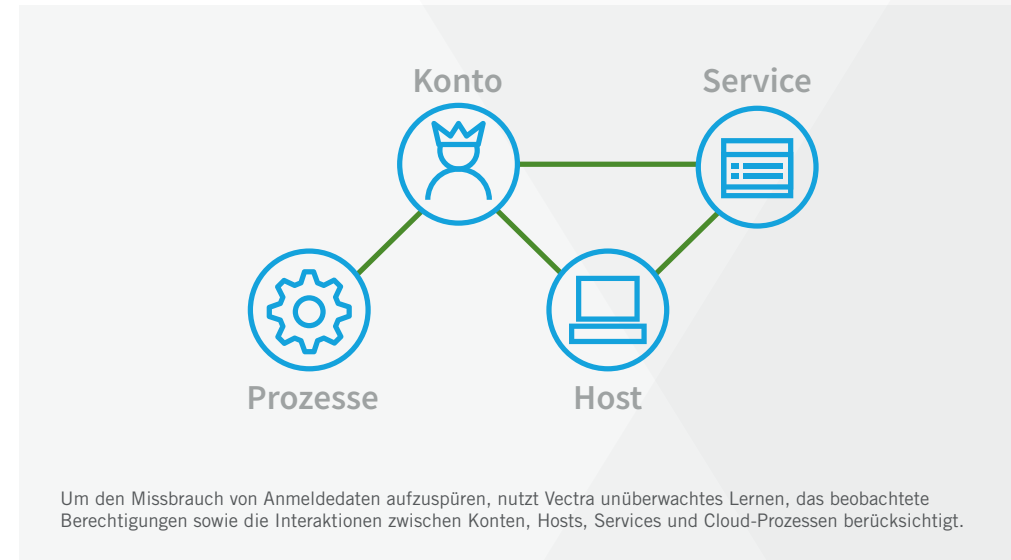 Konto
Service
Prozesse
Host
Um den Missbrauch von Anmeldedaten aufzuspüren, nutzt Vectra unüberwachtes Lernen, das beobachtete
Berechtigungen sowie die Interaktionen zwischen Konten, Hosts, Services und Cloud-Prozessen berücksichtigt.